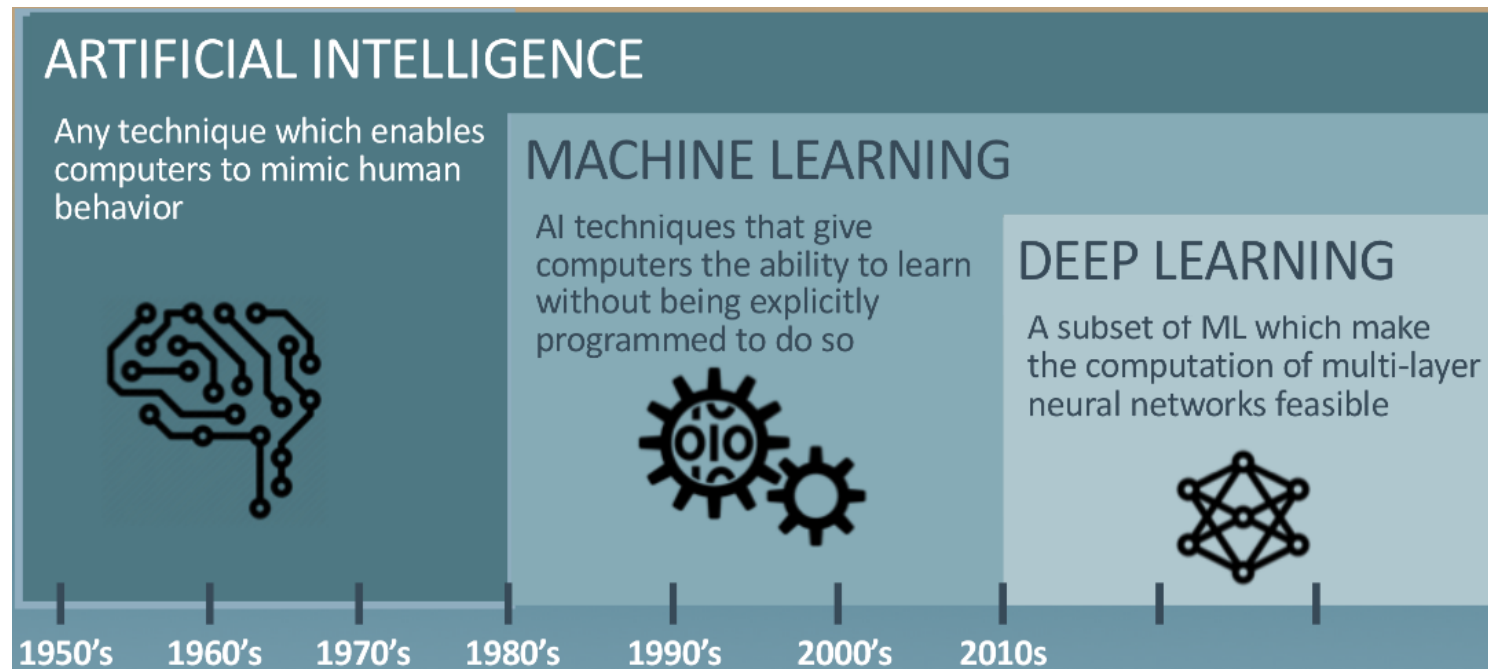 ARTIFICIAL INTELLIGENCE
Any technique which enables
computers to mimic human
behavior
MACHINE LEARNING
AI techniques that give
computers the ability to learn
without being explicitly
programmed to do so
OIO
DEEP LEARNING
A subset of ML which make
the computation of multi-layer
neural networks feasible
1950's 1960's 1970's 1980's 1990's 2000's 2010s